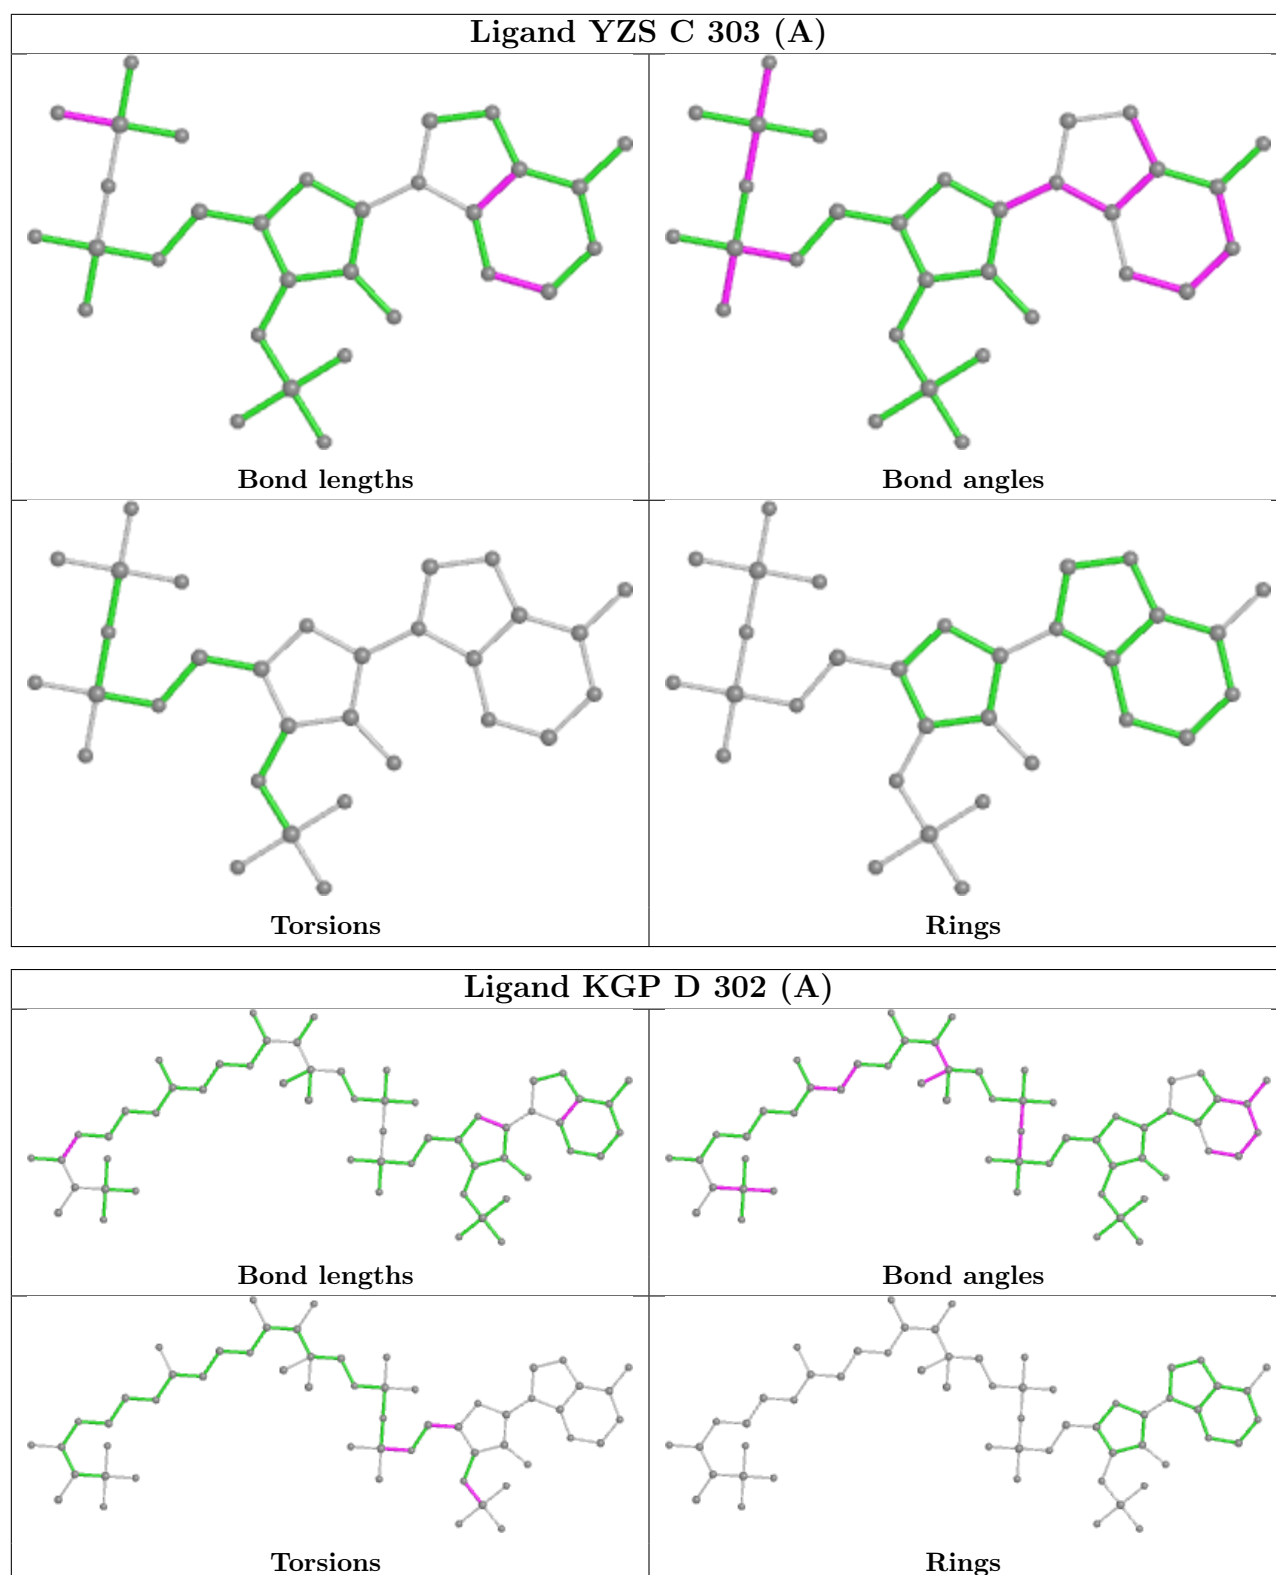 Ligand YZS C 303 (A)
Bond lengths
Bond angles
Torsions
Rings
Ligand KGP D 302 (A)
Bond lengths
Bond angles
Torsions
Rings